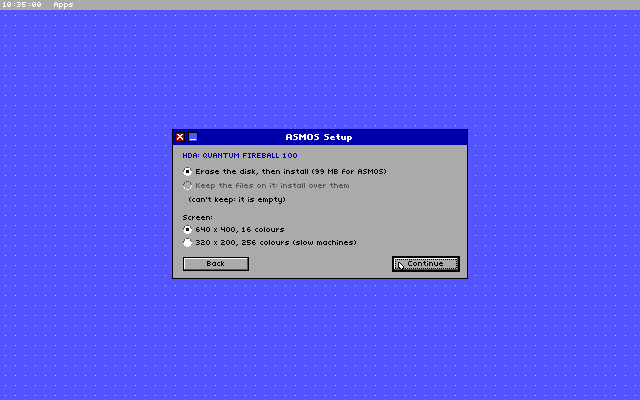 10:35:00 Apps
ASMOS Setup
HDA: QUANTUM FIREBALL 100
Erase the disk, then install (99 MB for ASMOS)
Keep the files on it: install over them
(can't keep: it is empty)
Screen:
640 x 400, 16 colours
320 x 200, 256 colours (slow machines)
Back Continue